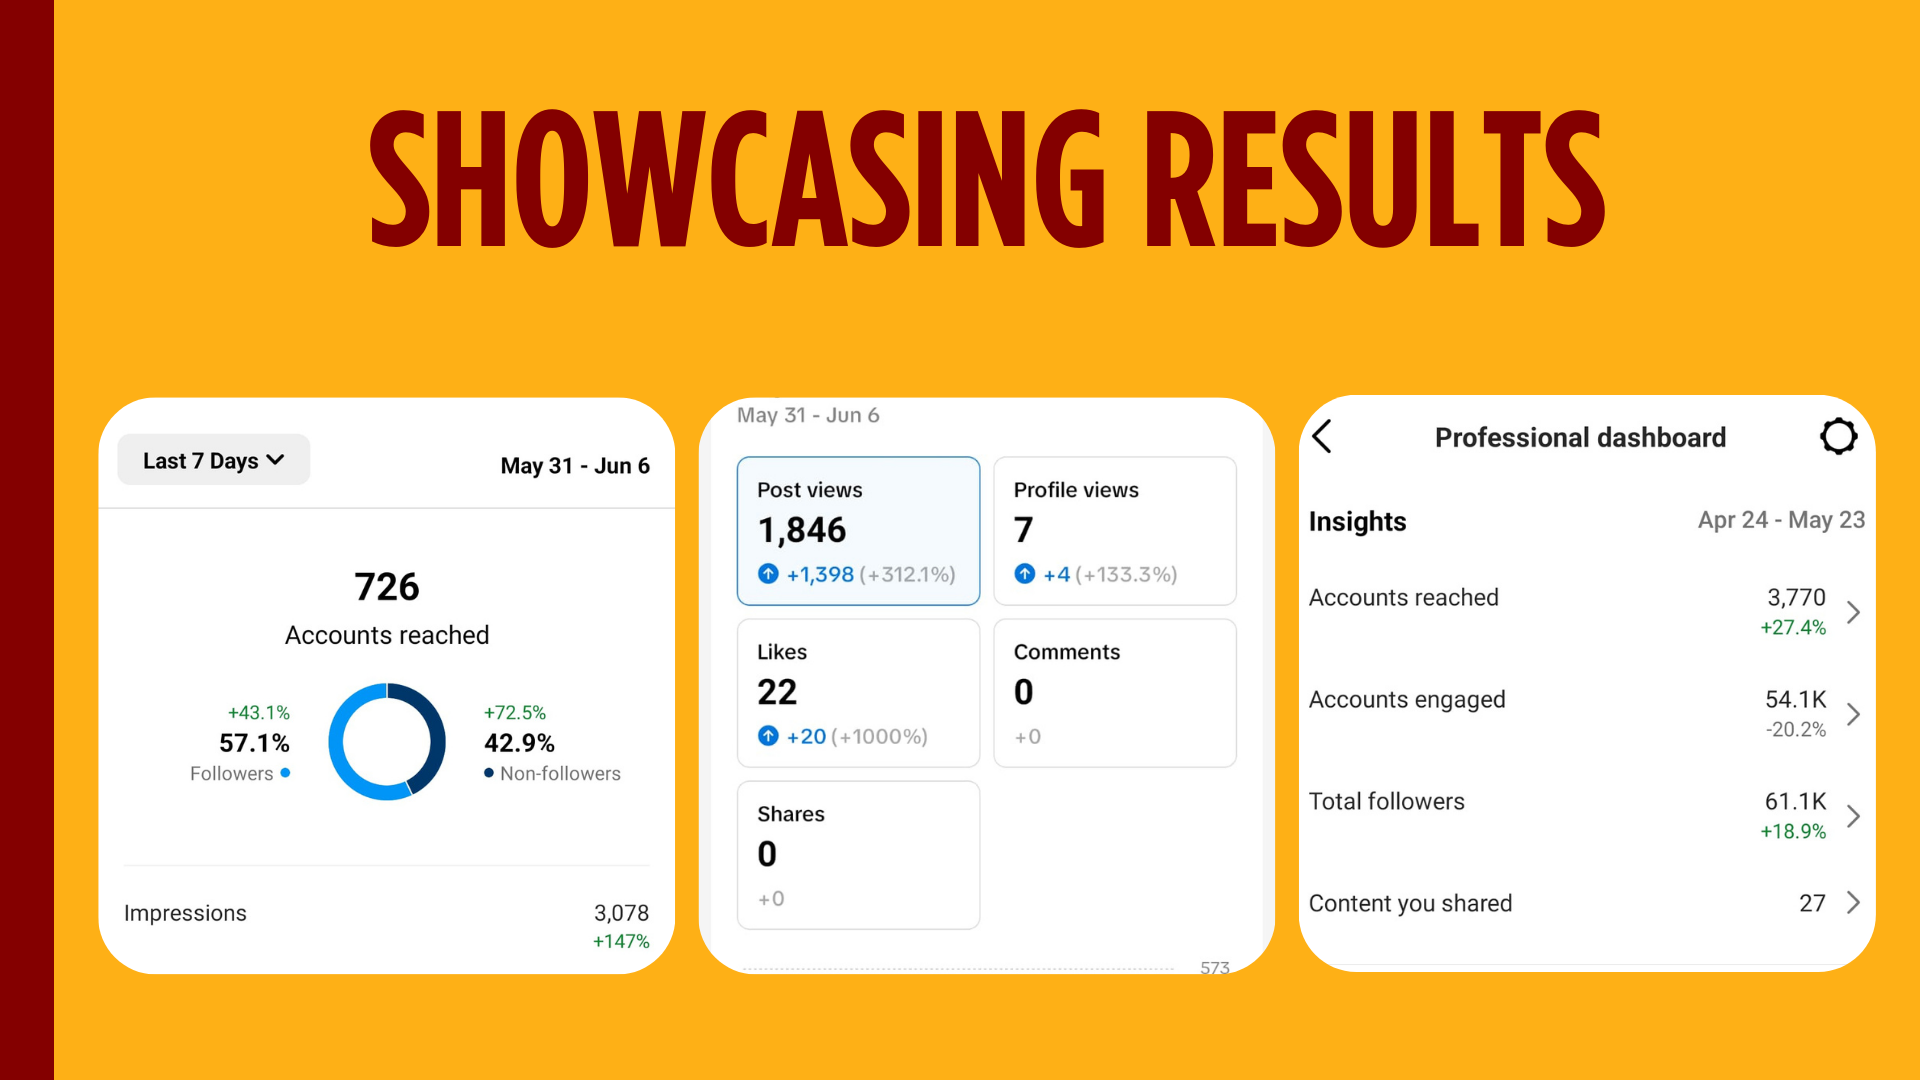 SHOWCASING RESULTS
Last 7 Days
May 31 - Jun 6
726
Accounts reached
+43.1%
57.1%
Followers
+72.5%
42.9%
Non-followers
Impressions
3,078
+147%
May 31 - Jun 6
Post views
1,846
+1,398 (+312.1%)
Profile views
7
+4 (+133.3%)
Likes
22
+20 (+1000%)
Comments
0
+0
Shares
0
+0
573
Professional dashboard
Insights
Apr 24 - May 23
Accounts reached
3,770
+27.4%
Accounts engaged
54.1K
-20.2%
Total followers
61.1K
+18.9%
Content you shared
27